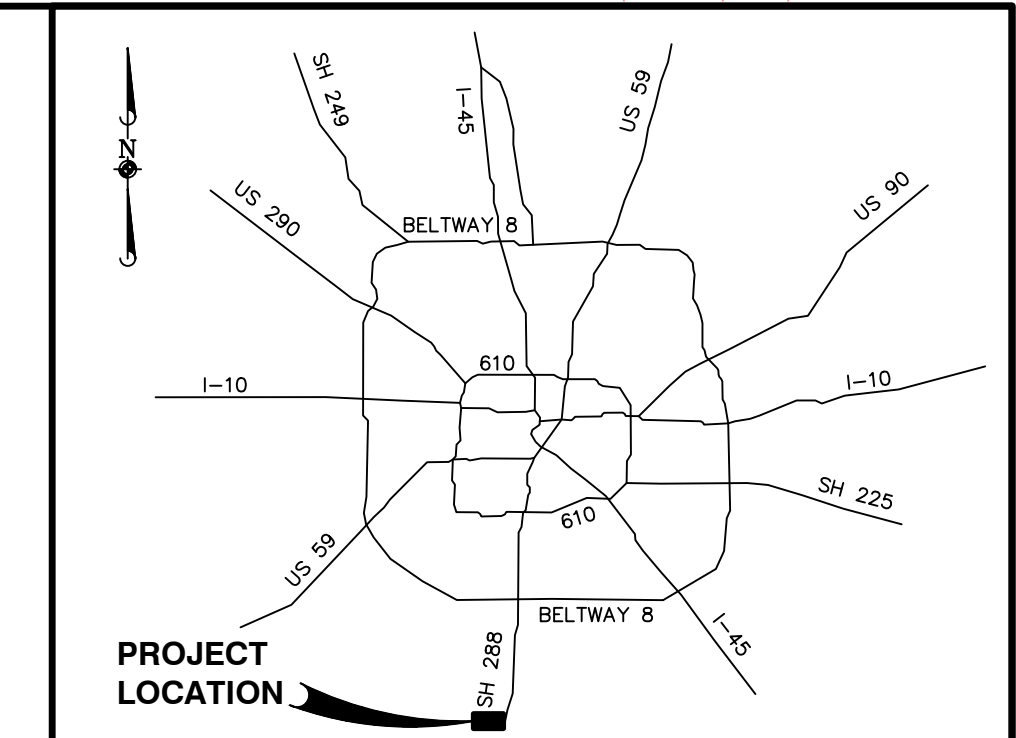 SH 249
I-45
US 59
N
US 290
US 90
BELTWAY 8
610
I-10
I-10
SH 225
610
US 59
BELTWAY 8
I-45
SH 288
PROJECT
LOCATION